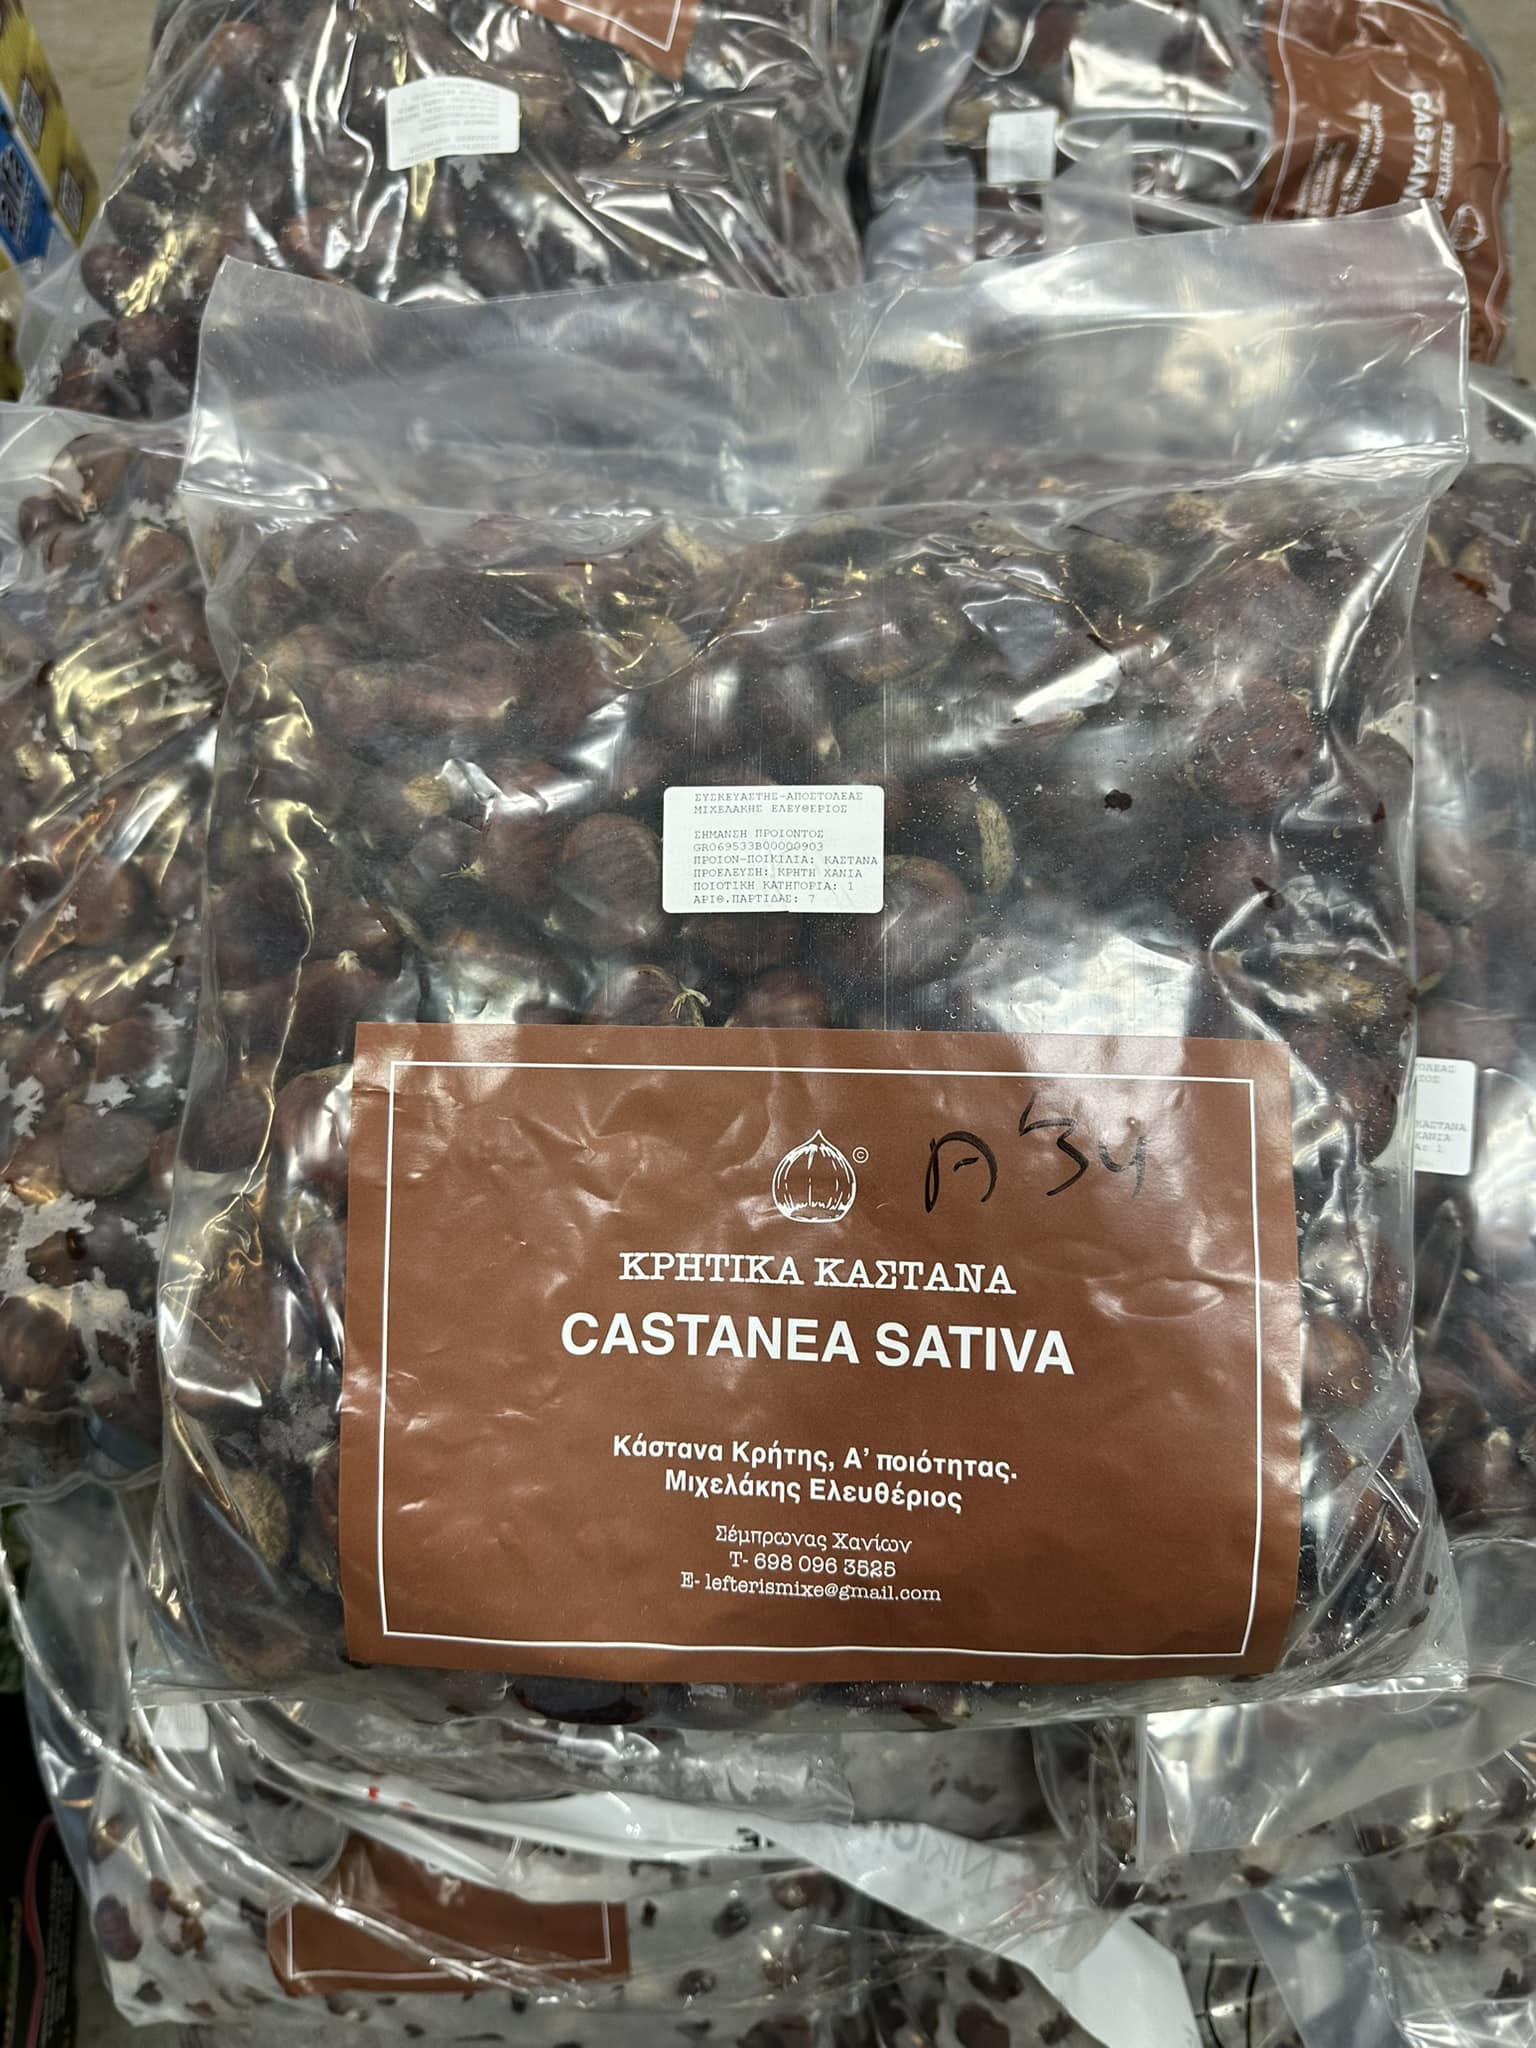 ΚΑΣΤΑΝ
ΣΥΣΚΕΥΑΣΤΗΣ-ΑΠΟΣΤΟΛΕΑΣ
ΜΙΧΕΛΑΚΗΣ ΕΛΕΥΘΕΡΙΟΣ
ΣΗΜΑΝΣΗ ΠΡΟΙΟΝΤΟΣ
GR069533B00000903
ΠΡΟΙΟΝ-ΠΟΙΚΙΛΙΑ: ΚΑΣΤΑΝΑ
ΠΡΟΕΛΕΥΣΗ: ΚΡΗΤΗ ΧΑΝΙΑ
ΠΟΙΟΤΙΚΗ ΚΑΤΗΓΟΡΙΑ: 1
ΑΡΙΘ.ΠΑΡΤΙΔΑΣ: 7
©
A 34
ΚΡΗΤΙΚΑ ΚΑΣΤΑΝΑ
CASTANEA SATIVA
Κάστανα Κρήτης, Α’ ποιότητας.
Μιχελάκης Ελευθέριος
Σέμπρωνας Χανίων
Τ- 698 096 3525
E- lefterismixe@gmail.com